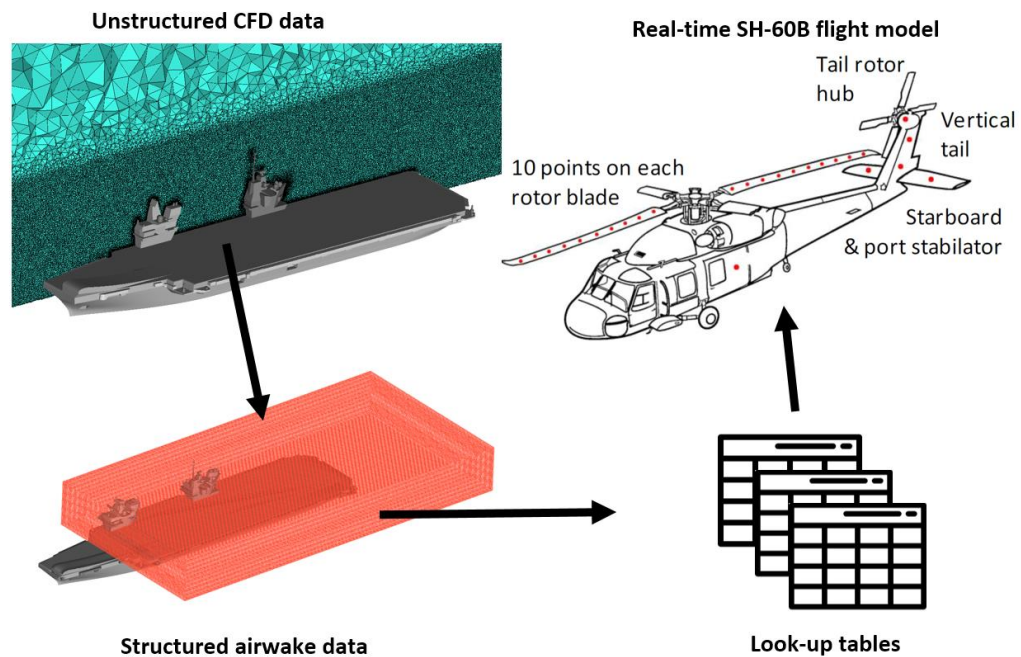 Unstructured CFD data
Real-time SH-60B flight model
Tail rotor
hub
Vertical
tail
10 points on each
rotor blade
Starboard
& port stabilator
Structured airwake data
Look-up tables